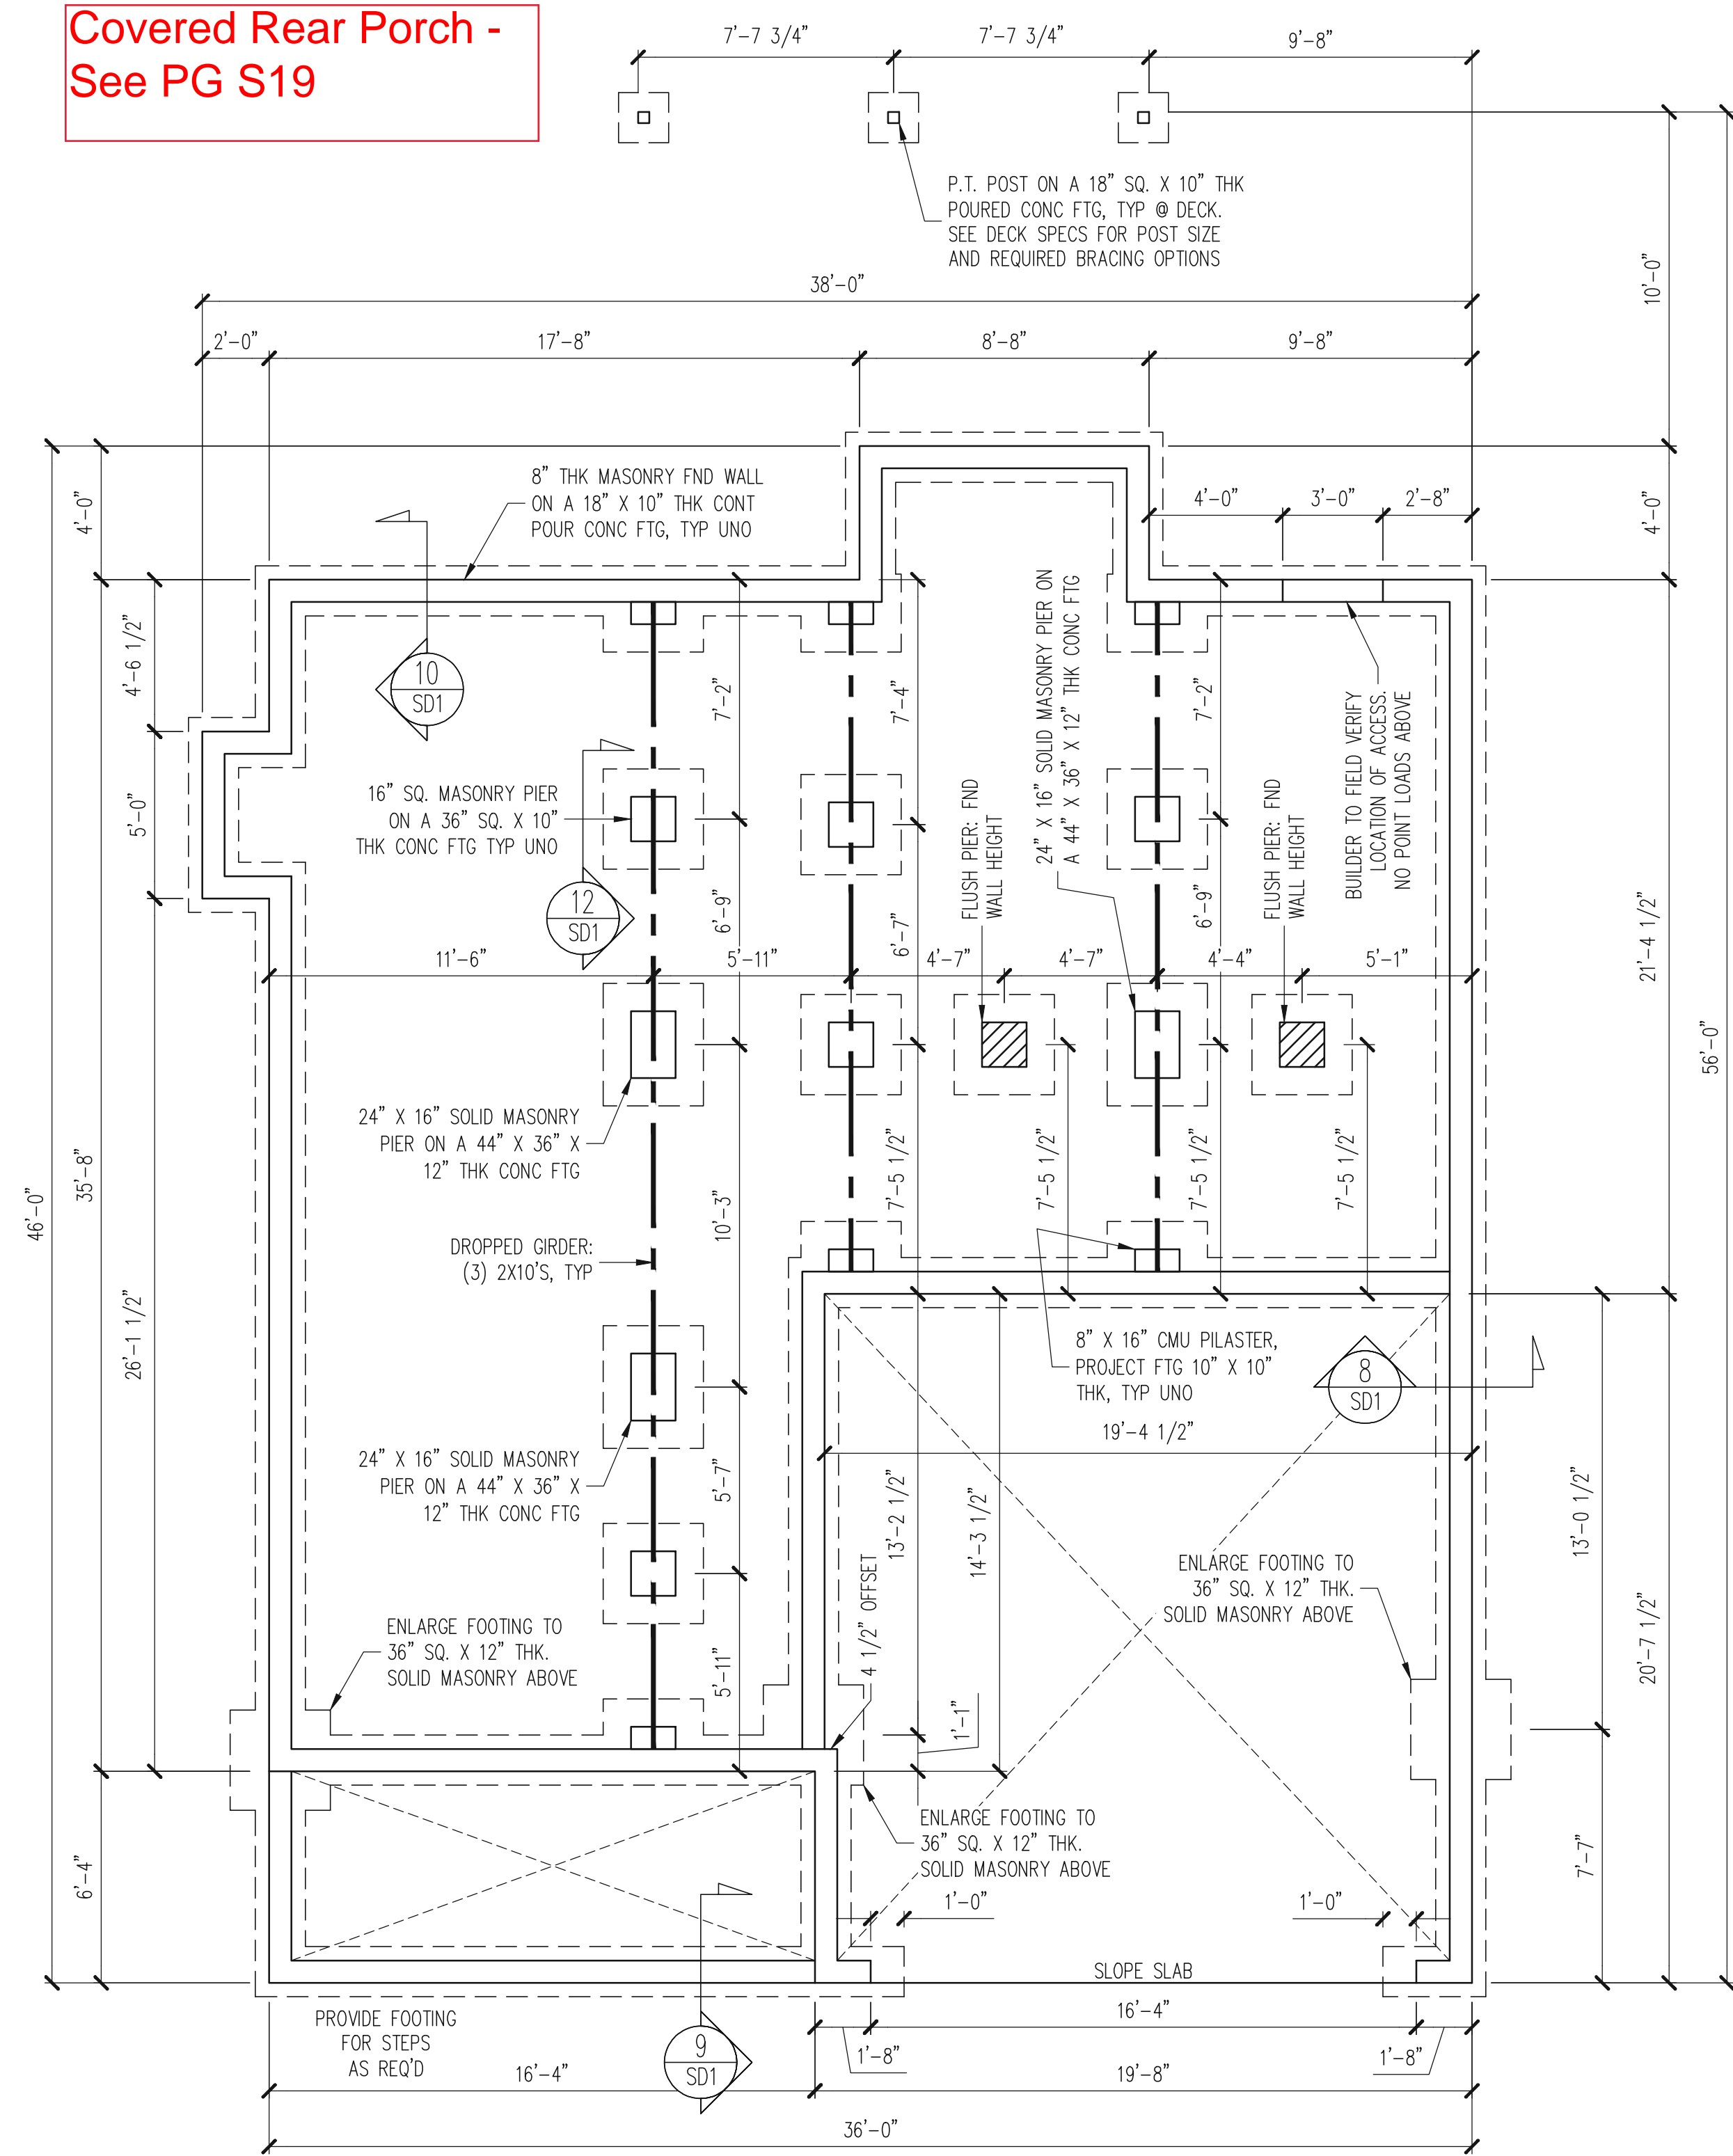 Covered Rear Porch -
See PG S19
7'-7 3/4"
7'-7 3/4"
9'-8"
P.T. POST ON A 18" SQ. X 10" THK
POURED CONC FTG, TYP @ DECK.
SEE DECK SPECS FOR POST SIZE
AND REQUIRED BRACING OPTIONS
10'-0"
38'-0"
2'-0"
17'-8"
8'-8"
9'-8"
8" THK MASONRY FND WALL
ON A 18" X 10" THK CONT
POUR CONC FTG, TYP UNO
4'-0"
4'-0"
3'-0"
2'-8"
4'-0"
4'-6 1/2"
10
SD1
7'-2"
7'-4"
24" X 16" SOLID MASONRY PIER ON
A 44" X 36" X 12" THK CONC FTG
7'-2"
BUILDER TO FIELD VERIFY
LOCATION OF ACCESS.
NO POINT LOADS ABOVE
5'-0"
16" SQ. MASONRY PIER
ON A 36" SQ. X 10"
THK CONC FTG TYP UNO
12
SD1
6'-9"
6'-7"
FLUSH PIER: FND
WALL HEIGHT
6'-9"
FLUSH PIER: FND
WALL HEIGHT
11'-6"
5'-11"
4'-7"
4'-7"
4'-4"
5'-1"
21'-4 1/2"
56'-0"
24" X 16" SOLID MASONRY
PIER ON A 44" X 36" X
12" THK CONC FTG
46'-0"
35'-8"
26'-1 1/2"
10'-3"
7'-5 1/2"
7'-5 1/2"
7'-5 1/2"
7'-5 1/2"
DROPPED GIRDER:
(3) 2X10'S, TYP
8" X 16" CMU PILASTER,
PROJECT FTG 10" X 10"
THK, TYP UNO
8
SD1
19'-4 1/2"
24" X 16" SOLID MASONRY
PIER ON A 44" X 36" X
12" THK CONC FTG
5'-7"
13'-2 1/2"
14'-3 1/2"
13'-0 1/2"
ENLARGE FOOTING TO
36" SQ. X 12" THK.
SOLID MASONRY ABOVE
ENLARGE FOOTING TO
36" SQ. X 12" THK.
SOLID MASONRY ABOVE
5'-11"
4 1/2" OFFSET
1'-1"
20'-7 1/2"
6'-4"
7'-7"
ENLARGE FOOTING TO
36" SQ. X 12" THK.
SOLID MASONRY ABOVE
1'-0"
1'-0"
SLOPE SLAB
PROVIDE FOOTING
FOR STEPS
AS REQ'D
9
SD1
16'-4"
1'-8"
1'-8"
16'-4"
19'-8"
36'-0"